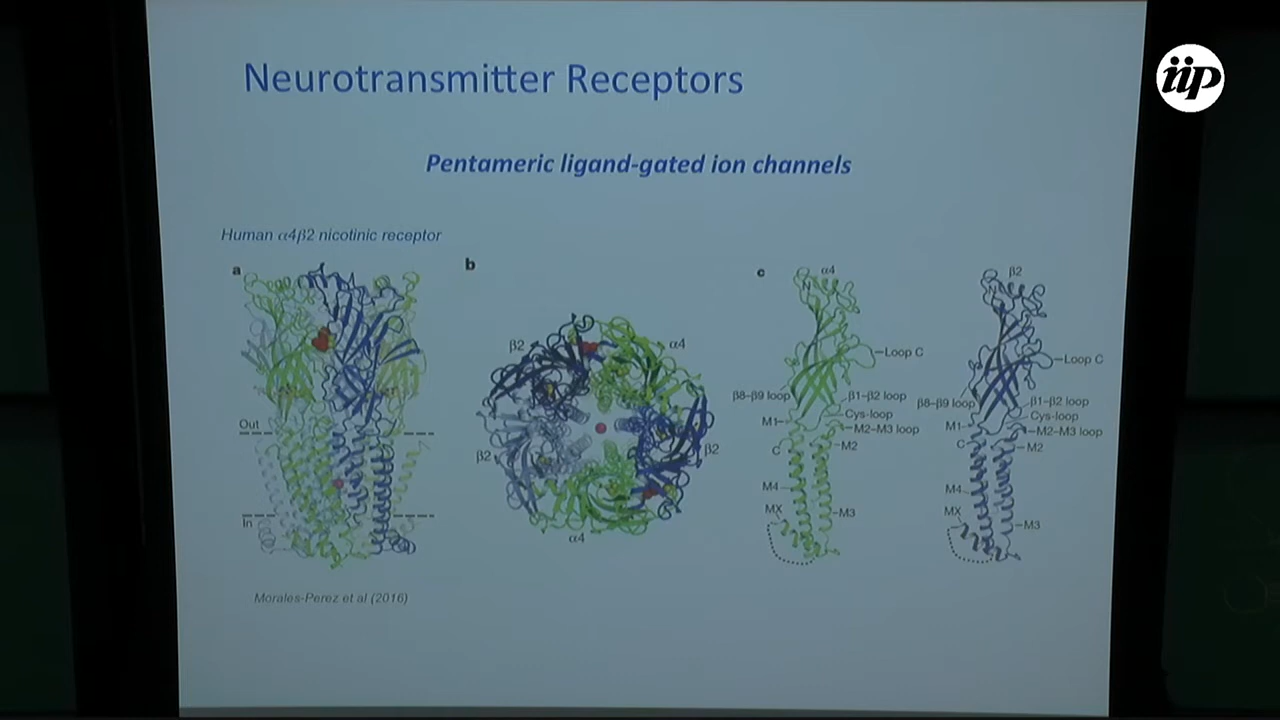 iip
Neurotransmitter Receptors
Pentameric ligand-gated ion channels
Human α4β2 nicotinic receptor
a
b
c
Out
In
β2
α4
β2
β2
α4
α4
N
Loop C
β8–β9 loop
β1–β2 loop
Cys-loop
M1
M2–M3 loop
C
M2
M4
MX
M3
β2
Loop C
β8–β9 loop
β1–β2 loop
Cys-loop
M1
M2–M3 loop
C
M2
M4
MX
M3
Morales-Perez et al (2016)